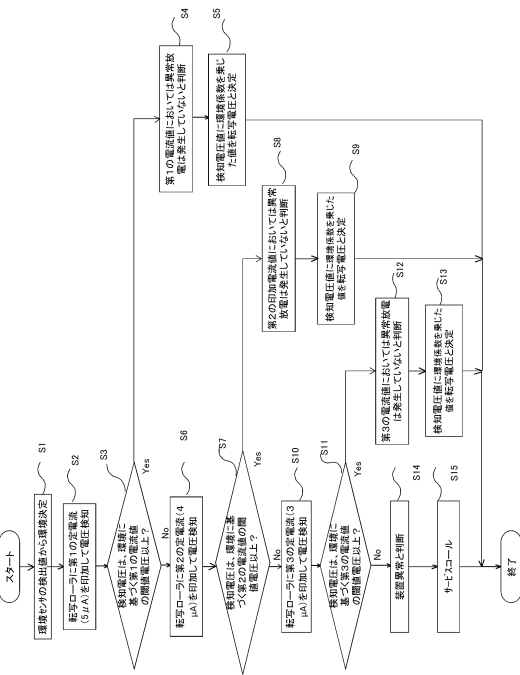 スタート
S1
環境センサの検出値から環境決定
S2
転写ローラに第1の定電流
(5μA)を印加して電圧検知
S3
検知電圧は、環境に
基づく第1の電流値
の閾値電圧以上?
Yes
No
S4
第1の電流値においては異常放
電は発生していないと判断
S5
検知電圧値に環境係数を乗じ
た値を転写電圧と決定
S6
転写ローラに第2の定電流(4
μA)を印加して電圧検知
S7
検知電圧は、環境に基
づく第2の電流値の閾
値電圧以上?
Yes
No
S8
第2の印加電流値においては異常
放電は発生していないと判断
S9
検知電圧値に環境係数を乗じた
値を転写電圧と決定
S10
転写ローラに第3の定電流(3
μA)を印加して電圧検知
S11
検知電圧は、環境に
基づく第3の電流値
の閾値電圧以上?
Yes
No
S12
第3の電流値においては異常放電
は発生していないと判断
S13
検知電圧値に環境係数を乗じた
値を転写電圧と決定
S14
装置異常と判断
S15
サービスコール
終了